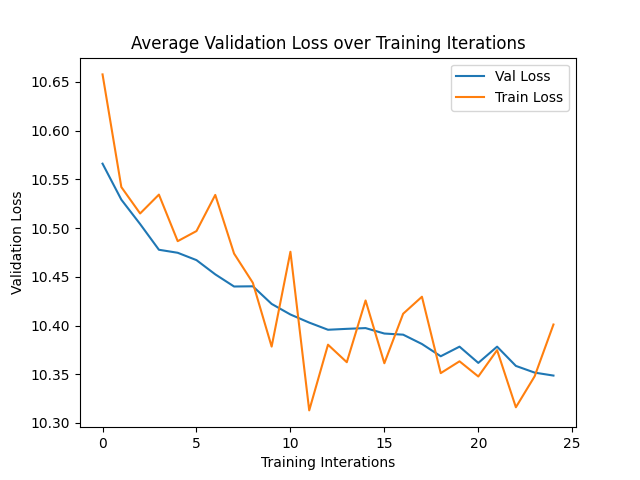 Average Validation Loss over Training Iterations
Val Loss
Train Loss
Validation Loss
10.65
10.60
10.55
10.50
10.45
10.40
10.35
10.30
0
5
10
15
20
25
Training Interations